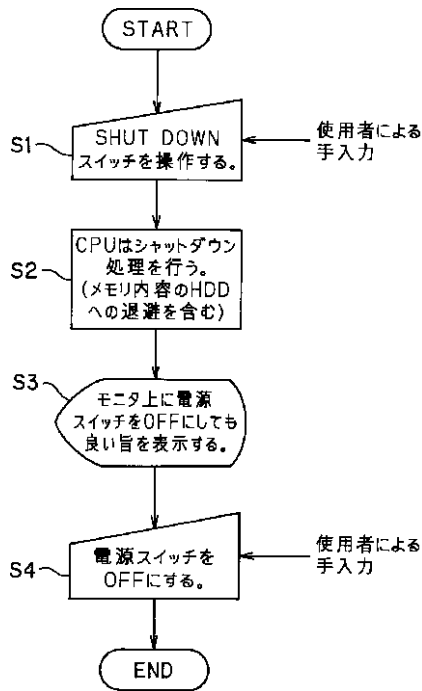 START
S1
SHUT DOWN
スイッチを操作する。
使用者による
手入力
S2
CPUはシャットダウン
処理を行う。
(メモリ内容のHDD
への退避を含む)
S3
モニタ上に電源
スイッチをOFFにしても
良い旨を表示する。
S4
電源スイッチを
OFFにする。
使用者による
手入力
END